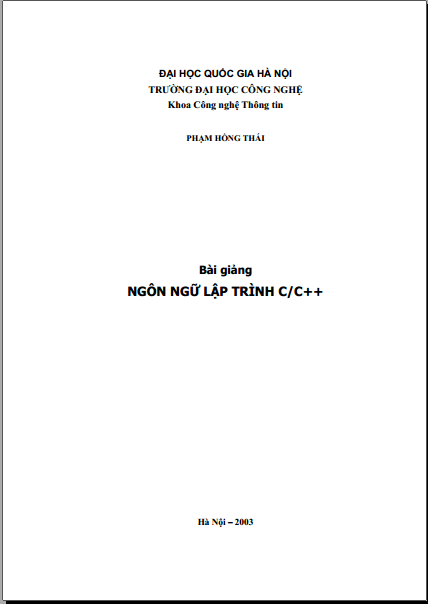 ĐẠI HỌC QUỐC GIA HÀ NỘI
TRƯỜNG ĐẠI HỌC CÔNG NGHỆ
Khoa Công nghệ Thông tin
PHẠM HỒNG THÁI
Bài giảng
NGÔN NGỮ LẬP TRÌNH C/C++
Hà Nội – 2003